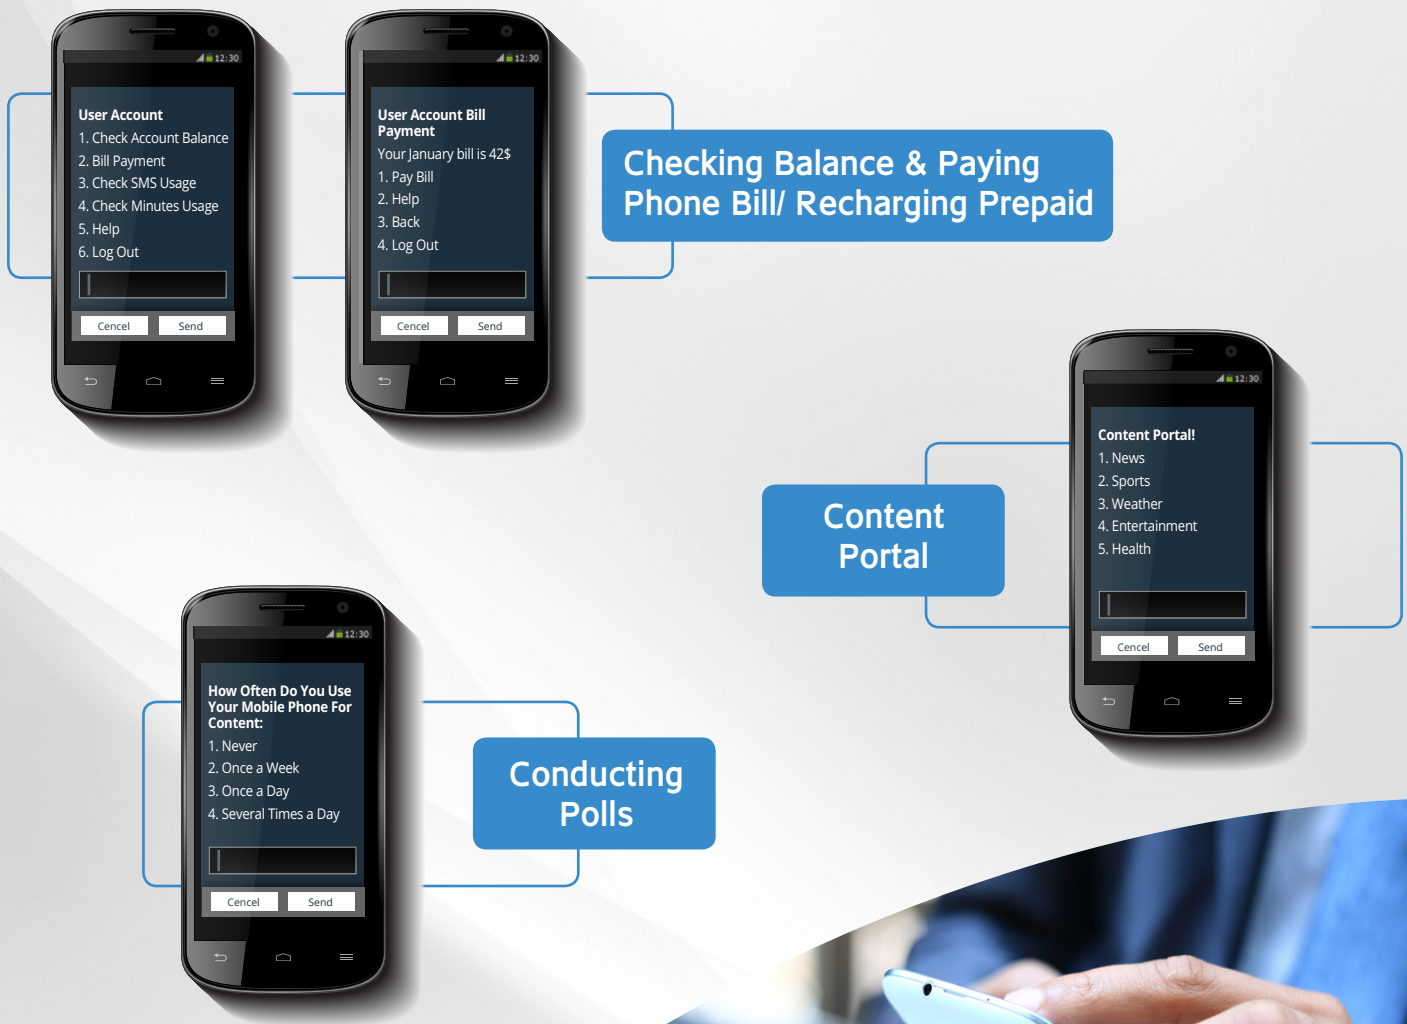 12:30
User Account
1. Check Account Balance
2. Bill Payment
3. Check SMS Usage
4. Check Minutes Usage
5. Help
6. Log Out
Cencel Send
12:30
User Account Bill
Payment
Your January bill is 42$
1. Pay Bill
2. Help
3. Back
4. Log Out
Cencel Send
Checking Balance & Paying
Phone Bill/ Recharging Prepaid
Content
Portal
12:30
Content Portal!
1. News
2. Sports
3. Weather
4. Entertainment
5. Health
Cencel Send
12:30
How Often Do You Use
Your Mobile Phone For
Content:
1. Never
2. Once a Week
3. Once a Day
4. Several Times a Day
Cencel Send
Conducting
Polls